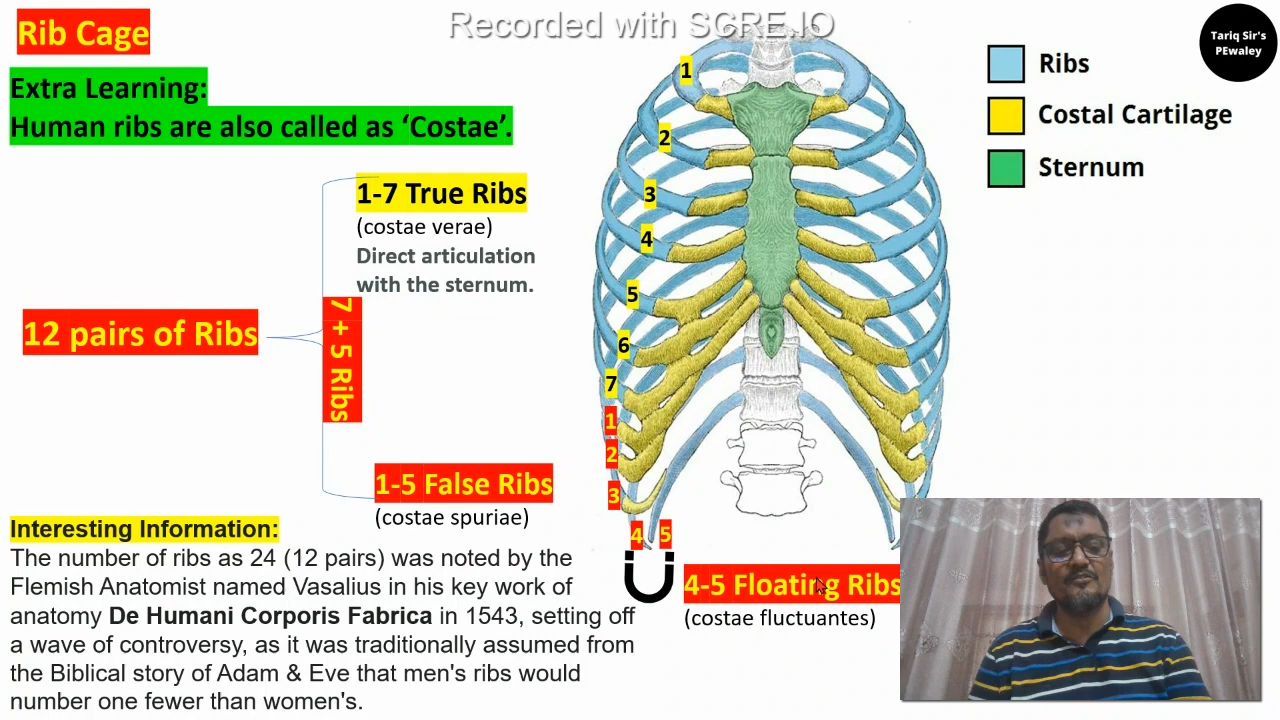 Recorded with SCRE.IO
Rib Cage
Tariq Sir's
PEwaley
Extra Learning:
Human ribs are also called as ‘Costae’.
Ribs
Costal Cartilage
Sternum
1-7 True Ribs
(costae verae)
Direct articulation
with the sternum.
12 pairs of Ribs
7 + 5 Ribs
1-5 False Ribs
(costae spuriae)
1
2
3
4
5
6
7
1
2
3
4 5
4-5 Floating Ribs
(costae fluctuantes)
Interesting Information:
The number of ribs as 24 (12 pairs) was noted by the
Flemish Anatomist named Vasalius in his key work of
anatomy De Humani Corporis Fabrica in 1543, setting off
a wave of controversy, as it was traditionally assumed from
the Biblical story of Adam & Eve that men's ribs would
number one fewer than women's.